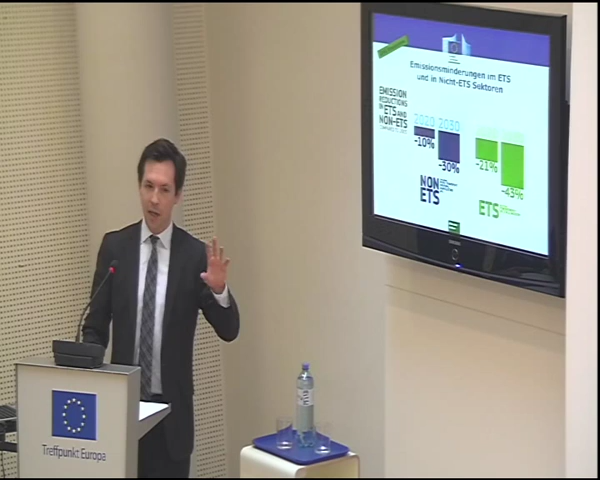 Emissionsminderungen im ETS
und in Nicht-ETS Sektoren
EMISSION
REDUCTIONS
IN ETS AND
NON-ETS
2020 2030
-10%
-30%
-21%
-43%
NON
ETS
ETS
SAMSUNG
Treffpunkt Europa